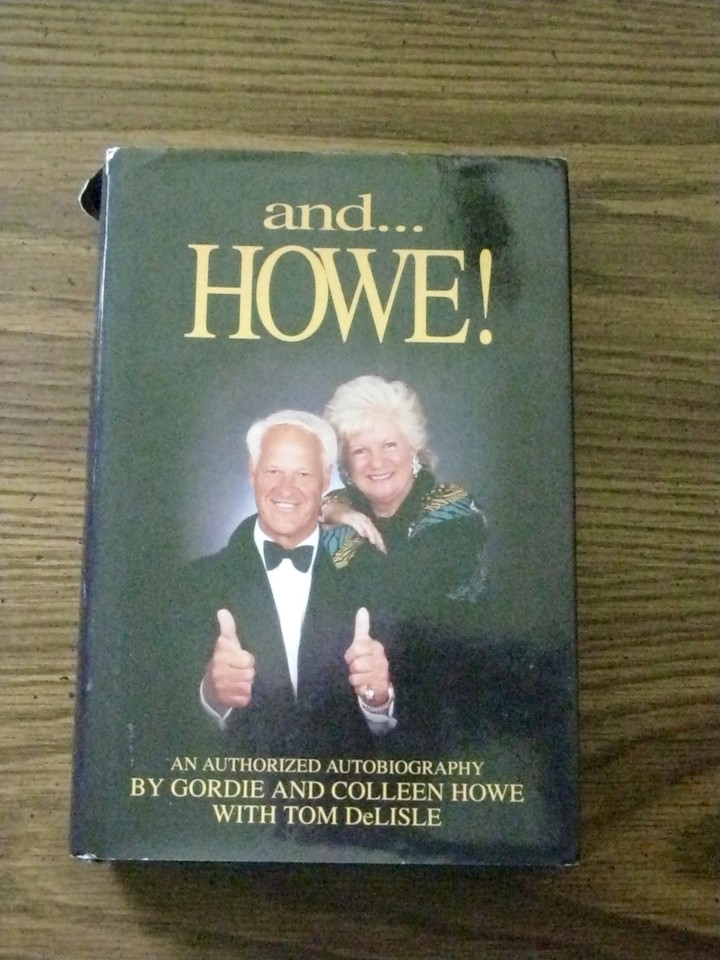 and...
HOWE!
AN AUTHORIZED AUTOBIOGRAPHY
BY GORDIE AND COLLEEN HOWE
WITH TOM DeLISLE